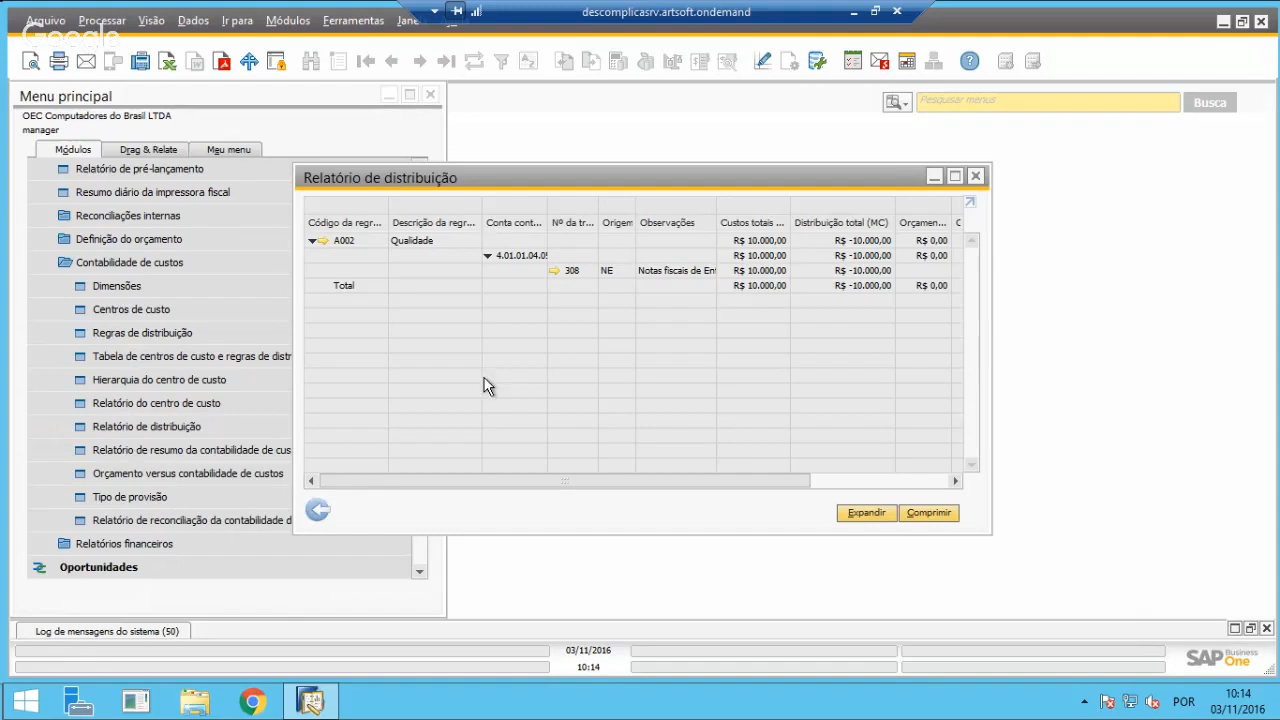 descomplicasrv.artsoft.ondemand
Arquivo Processar Visão Dados Ir para Módulos Ferramentas
Google
Menu principal
Pesquisar menus
Busca
OEC Computadores do Brasil LTDA
manager
Módulos Drag & Relate Meu menu
Relatório de pré-lançamento
Resumo diário da impressora fiscal
Reconciliações internas
Definição do orçamento
Contabilidade de custos
Dimensões
Centros de custo
Regras de distribuição
Tabela de centros de custo e regras de distr
Hierarquia do centro de custo
Relatório do centro de custo
Relatório de distribuição
Relatório de resumo da contabilidade de cus
Orçamento versus contabilidade de custos
Tipo de provisão
Relatório de reconciliação da contabilidade d
Relatórios financeiros
Oportunidades
Relatório de distribuição
Código da regr... Descrição da regr... Conta cont... Nº da tr... Origem Observações Custos totais ... Distribuição total (MC) Orçamen... C
A002 Qualidade R$ 10.000,00 R$ -10.000,00 R$ 0,00
4.01.01.04.05 R$ 10.000,00 R$ -10.000,00 R$ 0,00
308 NE Notas fiscais de En R$ 10.000,00 R$ -10.000,00 R$ 0,00
Total R$ 10.000,00 R$ -10.000,00 R$ 0,00
Expandir Comprimir
Log de mensagens do sistema (50)
03/11/2016
10:14
SAP Business One
POR
10:14
03/11/2016